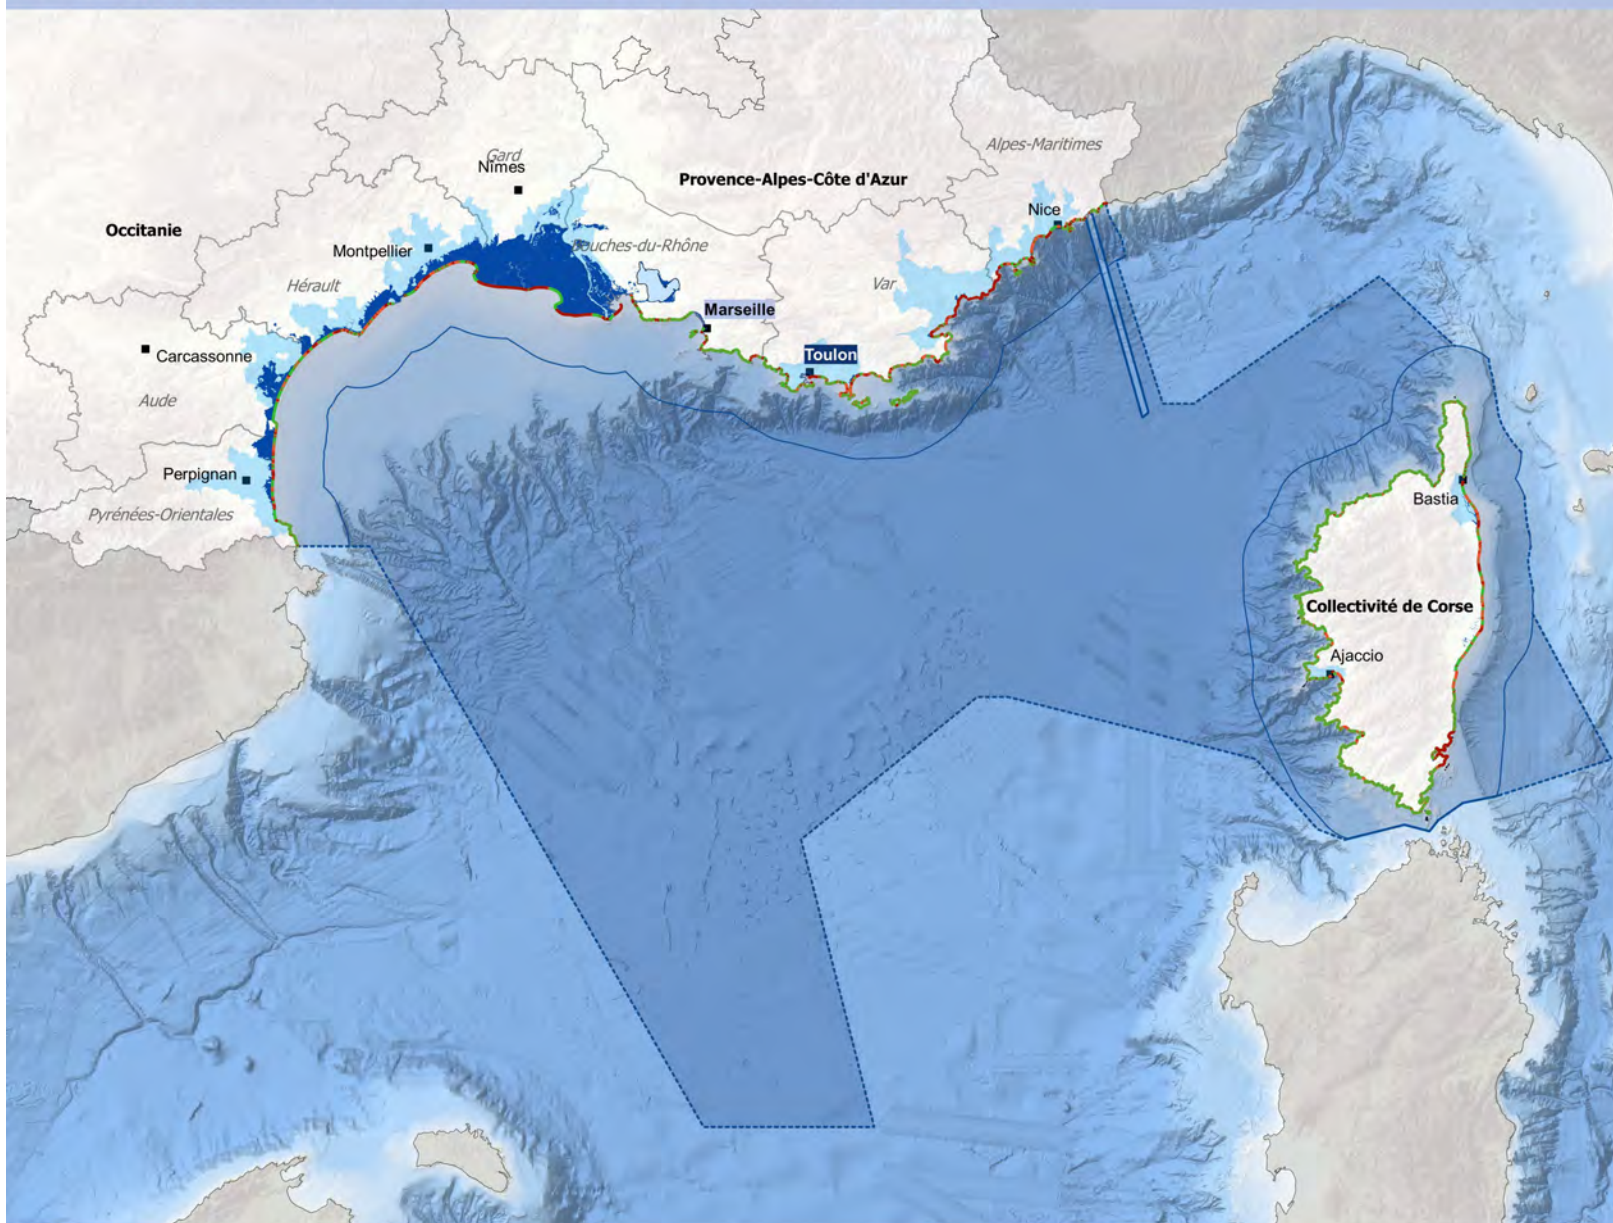 Alpes-Maritimes
Gard
Nîmes
Provence-Alpes-Côte d'Azur
Nice
Occitanie
Montpellier
Bouches-du-Rhône
Hérault
Var
Marseille
Carcassonne
Toulon
Aude
Perpignan
Bastia
Pyrénées-Orientales
Collectivité de Corse
Ajaccio